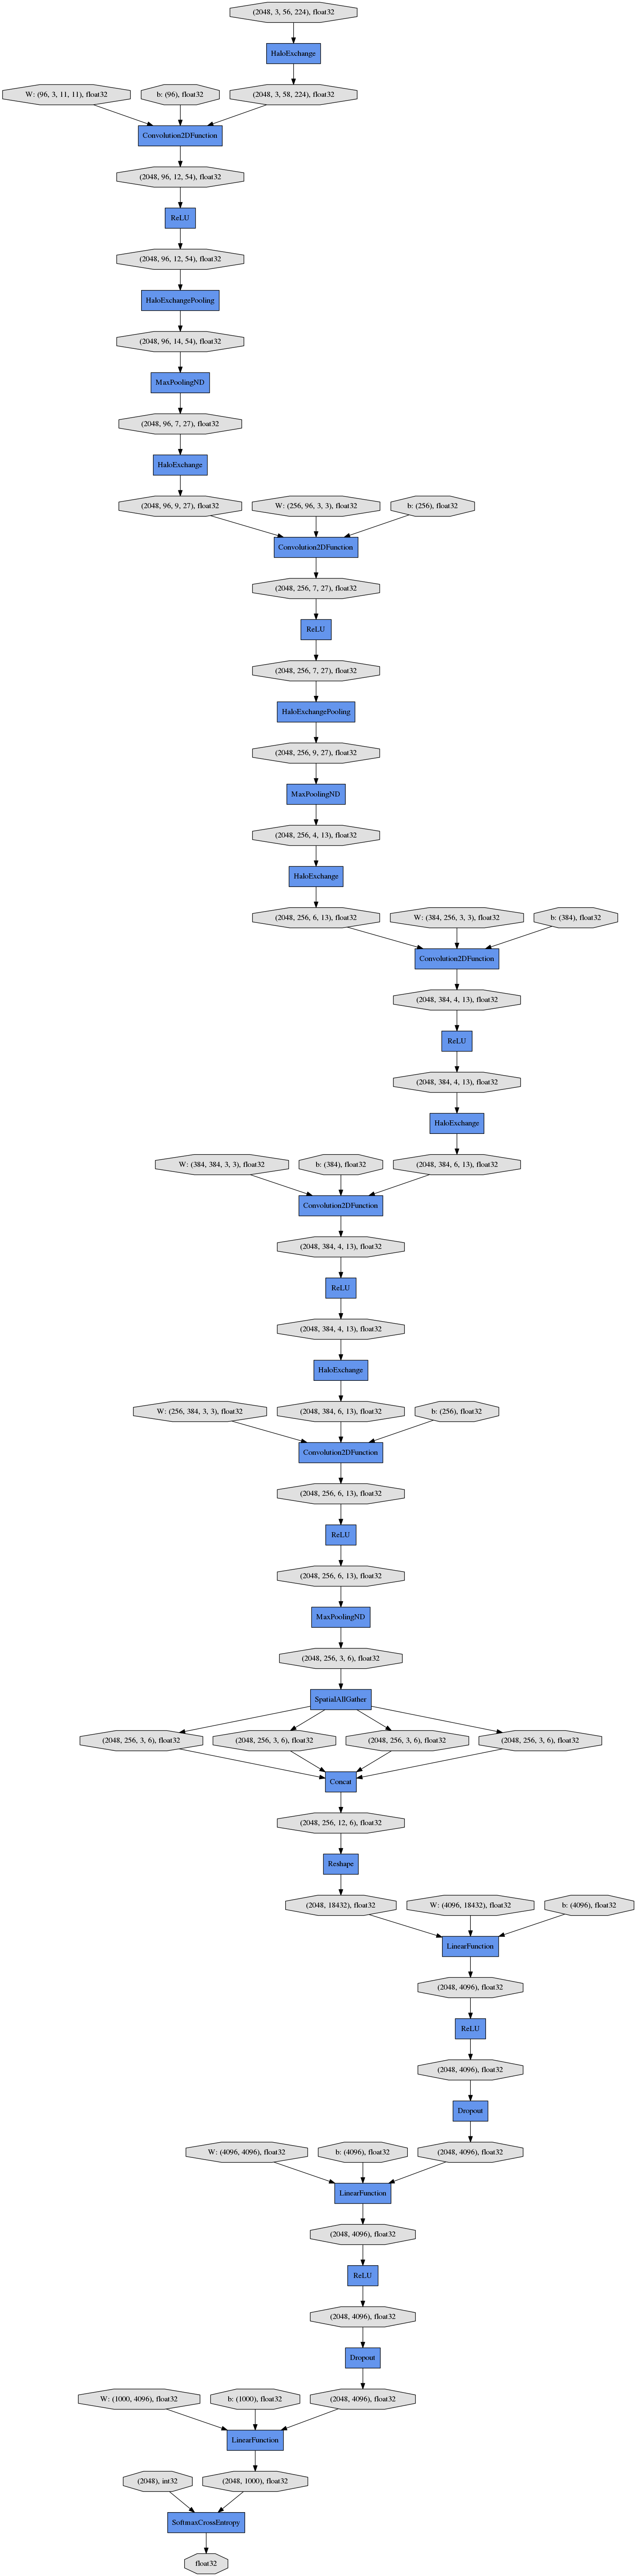 (2048, 3, 56, 224), float32
HaloExchange
W: (96, 3, 11, 11), float32
b: (96), float32
(2048, 3, 58, 224), float32
Convolution2DFunction
(2048, 96, 12, 54), float32
ReLU
(2048, 96, 12, 54), float32
HaloExchangePooling
(2048, 96, 14, 54), float32
MaxPoolingND
(2048, 96, 7, 27), float32
HaloExchange
(2048, 96, 9, 27), float32
W: (256, 96, 3, 3), float32
b: (256), float32
Convolution2DFunction
(2048, 256, 7, 27), float32
ReLU
(2048, 256, 7, 27), float32
HaloExchangePooling
(2048, 256, 9, 27), float32
MaxPoolingND
(2048, 256, 4, 13), float32
HaloExchange
(2048, 256, 6, 13), float32
W: (384, 256, 3, 3), float32
b: (384), float32
Convolution2DFunction
(2048, 384, 4, 13), float32
ReLU
(2048, 384, 4, 13), float32
HaloExchange
W: (384, 384, 3, 3), float32
b: (384), float32
(2048, 384, 6, 13), float32
Convolution2DFunction
(2048, 384, 4, 13), float32
ReLU
(2048, 384, 4, 13), float32
HaloExchange
W: (256, 384, 3, 3), float32
(2048, 384, 6, 13), float32
b: (256), float32
Convolution2DFunction
(2048, 256, 6, 13), float32
ReLU
(2048, 256, 6, 13), float32
MaxPoolingND
(2048, 256, 3, 6), float32
SpatialAllGather
(2048, 256, 3, 6), float32
(2048, 256, 3, 6), float32
(2048, 256, 3, 6), float32
(2048, 256, 3, 6), float32
Concat
(2048, 256, 12, 6), float32
Reshape
(2048, 18432), float32
W: (4096, 18432), float32
b: (4096), float32
LinearFunction
(2048, 4096), float32
ReLU
(2048, 4096), float32
Dropout
W: (4096, 4096), float32
b: (4096), float32
(2048, 4096), float32
LinearFunction
(2048, 4096), float32
ReLU
(2048, 4096), float32
Dropout
W: (1000, 4096), float32
b: (1000), float32
(2048, 4096), float32
LinearFunction
(2048), int32
(2048, 1000), float32
SoftmaxCrossEntropy
float32